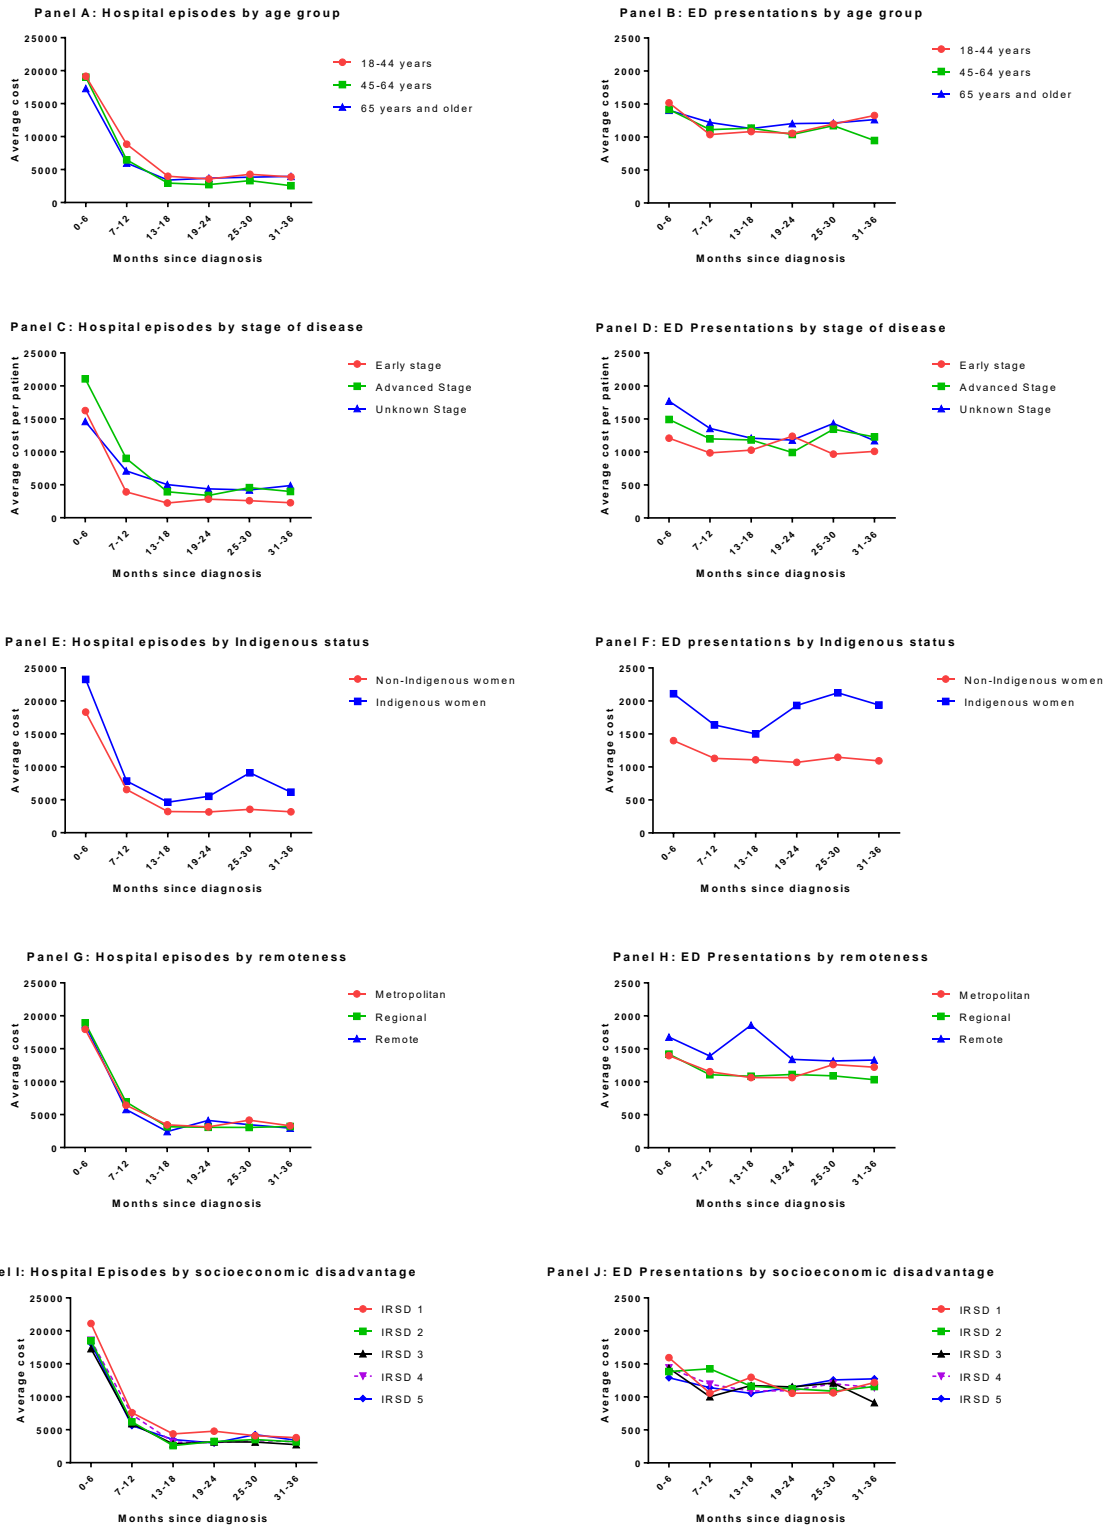 Panel A: Hospital episodes by age group
25000
20000
15000
10000
5000
0
Average cost
0-6
7-12
13-18
19-24
25-30
31-36
Months since diagnosis
18-44 years
45-64 years
65 years and older
Panel B: ED presentations by age group
2500
2000
1500
1000
500
0
Average cost
0-6
7-12
13-18
19-24
25-30
31-36
Months since diagnosis
18-44 years
45-64 years
65 years and older
Panel C: Hospital episodes by stage of disease
25000
20000
15000
10000
5000
0
Average cost per patient
0-6
7-12
13-18
19-24
25-30
31-36
Months since diagnosis
Early stage
Advanced Stage
Unknown Stage
Panel D: ED Presentations by stage of disease
2500
2000
1500
1000
500
0
Average cost per patient
0-6
7-12
13-18
19-24
25-30
31-36
Months since diagnosis
Early stage
Advanced Stage
Unknown Stage
Panel E: Hospital episodes by Indigenous status
25000
20000
15000
10000
5000
0
Average cost
0-6
7-12
13-18
19-24
25-30
31-36
Months since diagnosis
Non-Indigenous women
Indigenous women
Panel F: ED presentations by Indigenous status
2500
2000
1500
1000
500
0
Average cost
0-6
7-12
13-18
19-24
25-30
31-36
Months since diagnosis
Non-Indigenous women
Indigenous women
Panel G: Hospital episodes by remoteness
25000
20000
15000
10000
5000
0
Average cost
0-6
7-12
13-18
19-24
25-30
31-36
Months since diagnosis
Metropolitan
Regional
Remote
Panel H: ED Presentations by remoteness
2500
2000
1500
1000
500
0
Average cost
0-6
7-12
13-18
19-24
25-30
31-36
Months since diagnosis
Metropolitan
Regional
Remote
el I: Hospital Episodes by socioeconomic disadvantage
25000
20000
15000
10000
5000
0
Average cost
0-6
7-12
13-18
19-24
25-30
31-36
Months since diagnosis
IRSD 1
IRSD 2
IRSD 3
IRSD 4
IRSD 5
Panel J: ED Presentations by socioeconomic disadvantage
2500
2000
1500
1000
500
0
Average cost
0-6
7-12
13-18
19-24
25-30
31-36
Months since diagnosis
IRSD 1
IRSD 2
IRSD 3
IRSD 4
IRSD 5